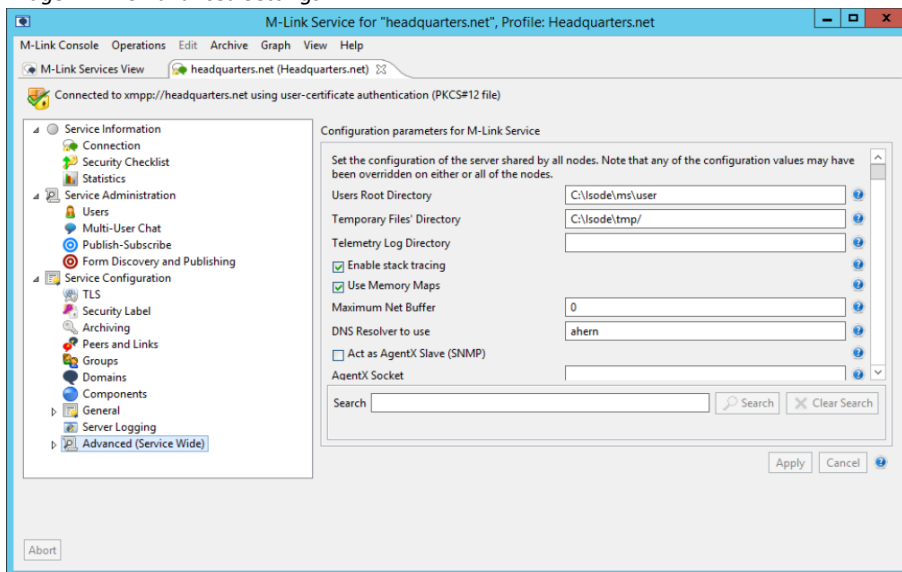 M-Link Service for "headquarters.net", Profile: Headquarters.net
M-Link Console Operations Edit Archive Graph View Help
M-Link Services View headquarters.net (Headquarters.net)
Connected to xmpp://headquarters.net using user-certificate authentication (PKCS#12 file)
Service Information
Connection
Security Checklist
Statistics
Service Administration
Users
Multi-User Chat
Publish-Subscribe
Form Discovery and Publishing
Service Configuration
TLS
Security Label
Archiving
Peers and Links
Groups
Domains
Components
General
Server Logging
Advanced (Service Wide)
Configuration parameters for M-Link Service
Set the configuration of the server shared by all nodes. Note that any of the configuration values may have
been overridden on either or all of the nodes.
Users Root Directory C:\Isode\ms\user
Temporary Files' Directory C:\Isode\tmp/
Telemetry Log Directory
Enable stack tracing
Use Memory Maps
Maximum Net Buffer 0
DNS Resolver to use ahern
Act as AgentX Slave (SNMP)
AgentX Socket
Search Search Clear Search
Apply Cancel
Abort